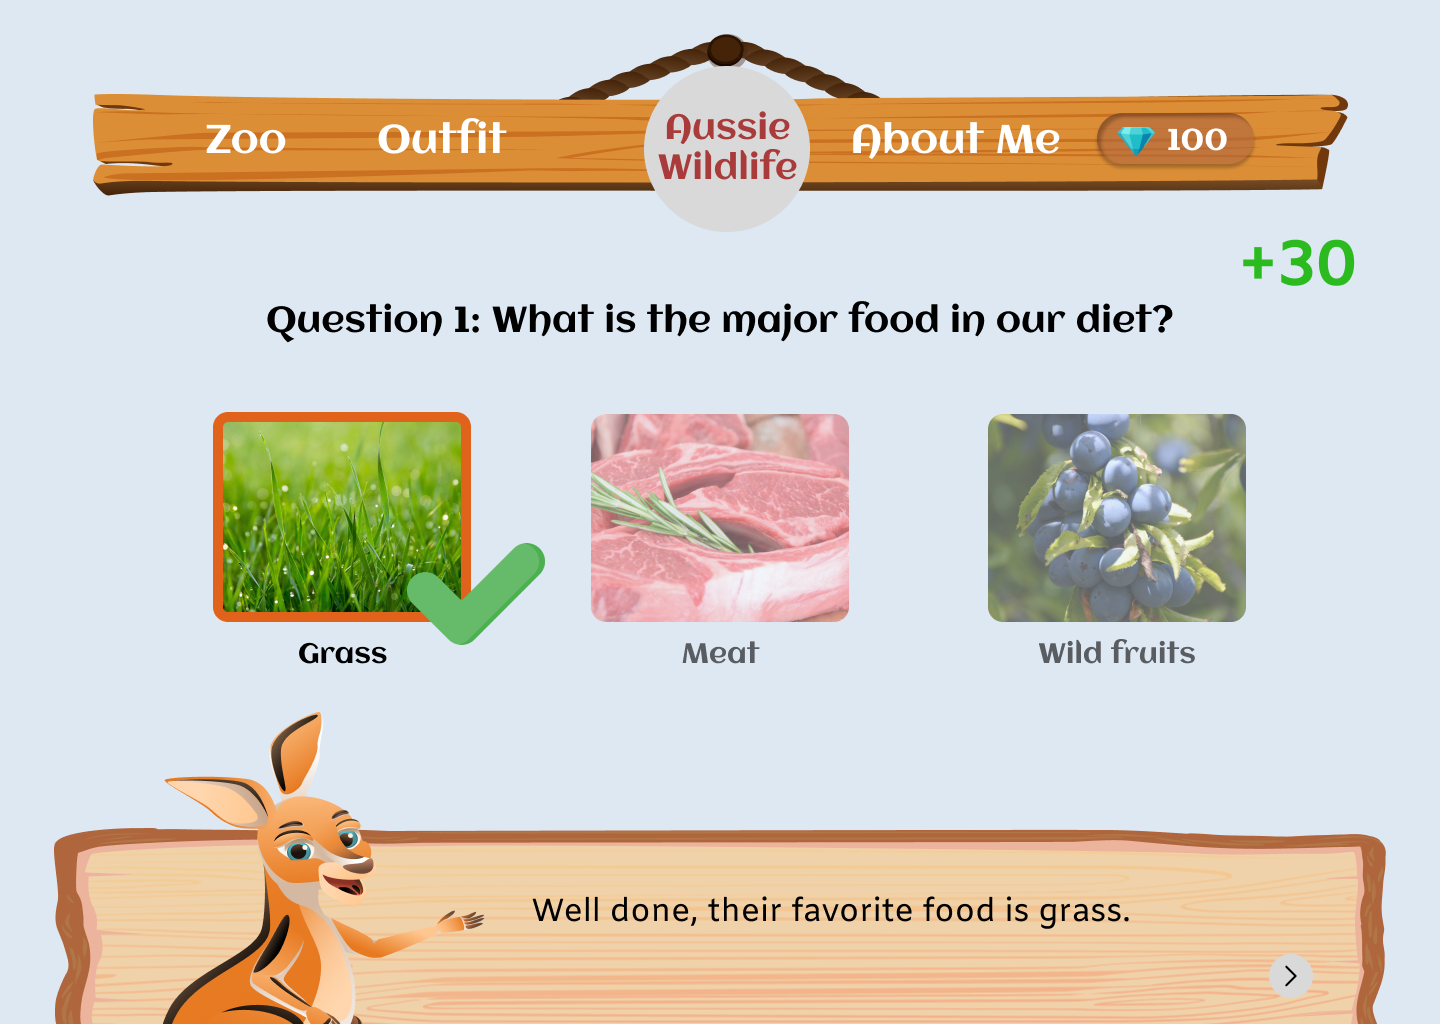 Zoo
Outfit
Aussie
Wildlife
About Me
100
+30
Question 1: What is the major food in our diet?
Grass
Meat
Wild fruits
Well done, their favorite food is grass.